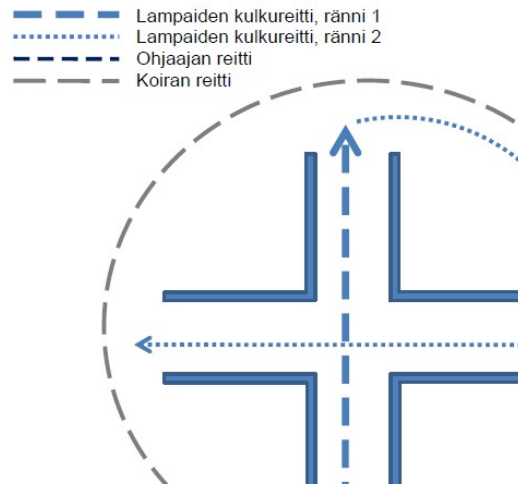 Lampaiden kulkureitti, ränni 1
Lampaiden kulkureitti, ränni 2
Ohjaajan reitti
Koiran reitti